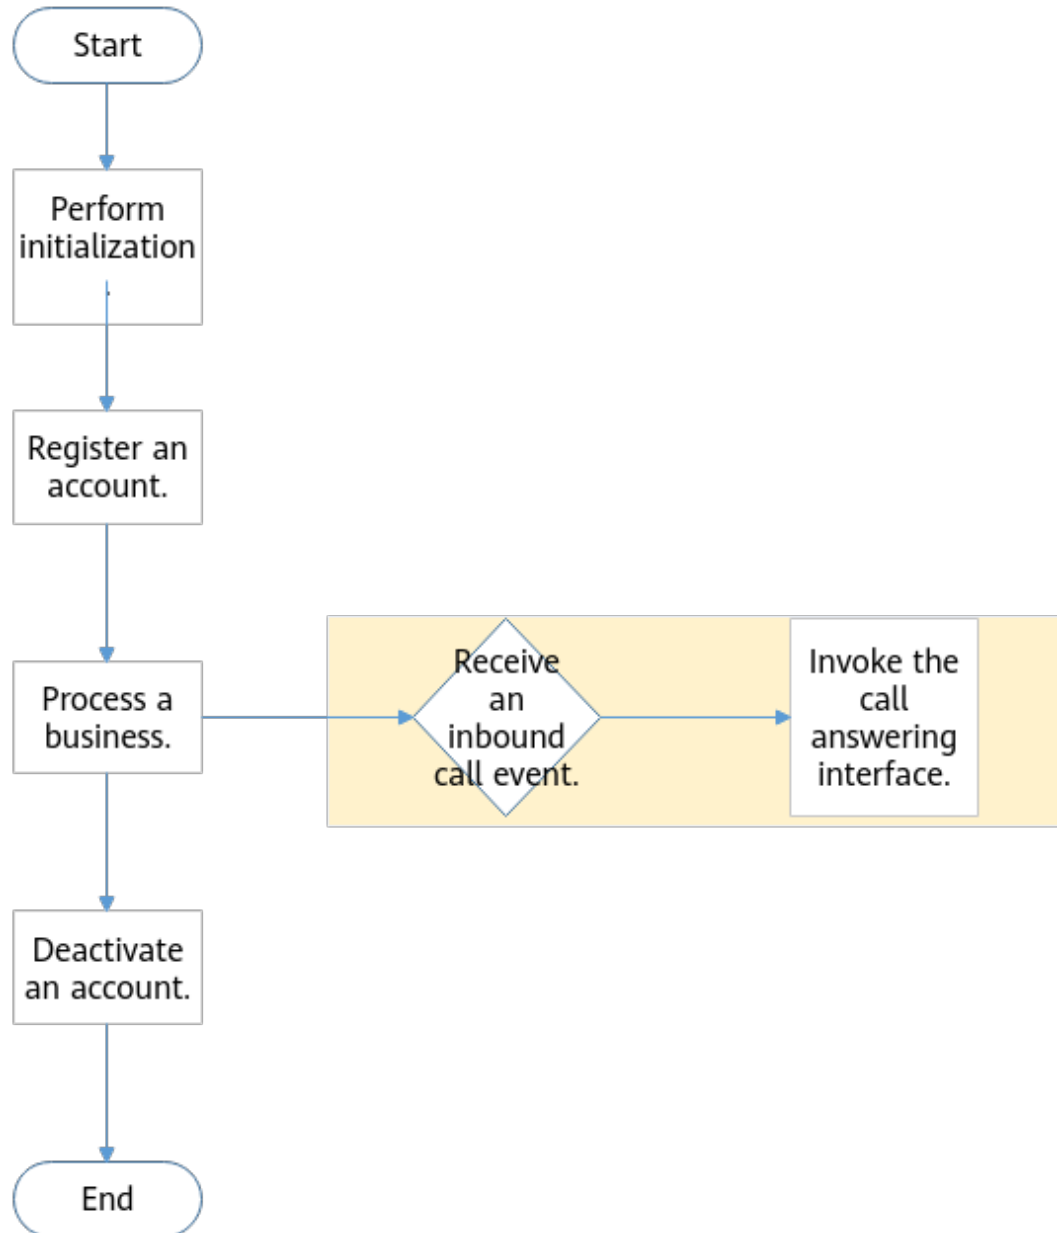 Start
Perform
initialization
.
Register an
account.
Process a
business.
Receive
an
inbound
call event.
Invoke the
call
answering
interface.
Deactivate
an account.
End